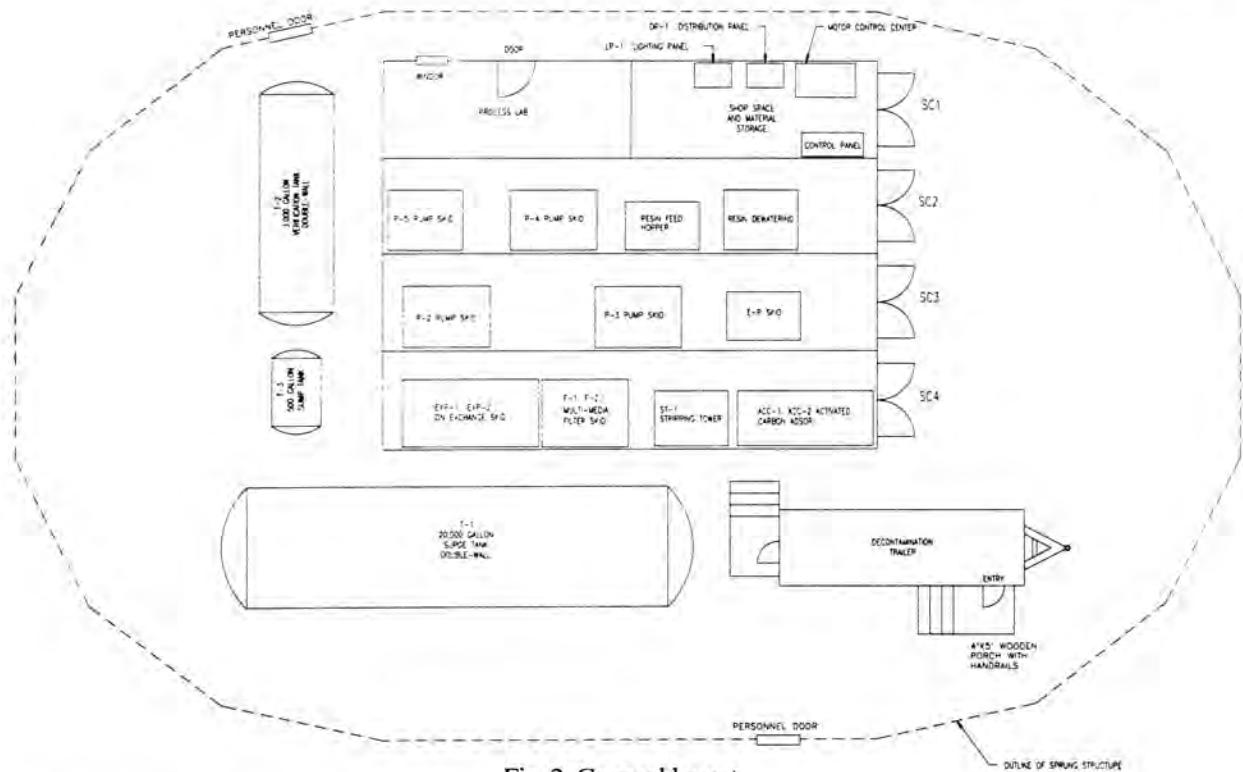 PERSONNEL DOOR
DP-1 DISTRIBUTION PANEL
MOTOR CONTROL CENTER
LP-1 LIGHTING PANEL
DOOR
WINDOW
PROCESS LAB
SHOP SPACE
AND MATERIAL
STORAGE
CONTROL PANEL
SC1
T-2
VERIFICATION TANK
DOUBLE-WALL
P-5 PUMP SKID
P-4 PUMP SKID
RESIN FEED
HOPPER
RESIN DEWATERING
SC2
P-2 PUMP SKID
P-3 PUMP SKID
SKID
SC3
T-3
500 GALLON
SUMP TANK
ION EXCHANGE SKID
F-1, F-2
MULTI-MEDIA
FILTER SKID
ST-1
STRIPPING TOWER
ACTIVATED
CARBON ADSOR.
SC4
T-1
20,000 GALLON
SURGE TANK
DOUBLE-WALL
DECONTAMINATION
TRAILER
ENTRY
WOODEN
PORCH WITH
HANDRAILS
PERSONNEL DOOR
OUTLINE OF SPRUNG STRUCTURE